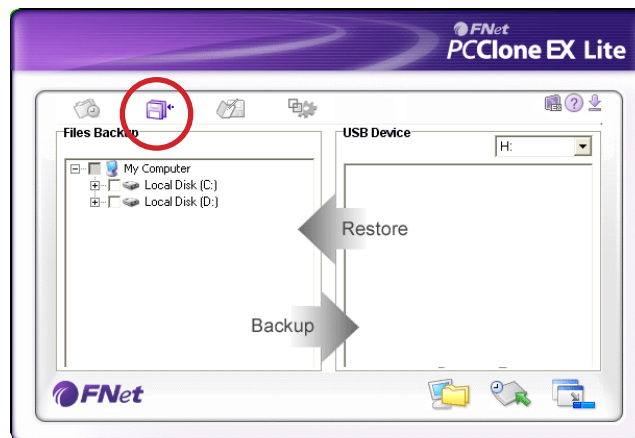 FNet
PCClone EX Lite
Files Backup
USB Device
H:
My Computer
Local Disk (C:)
Local Disk (D:)
Restore
Backup
FNet